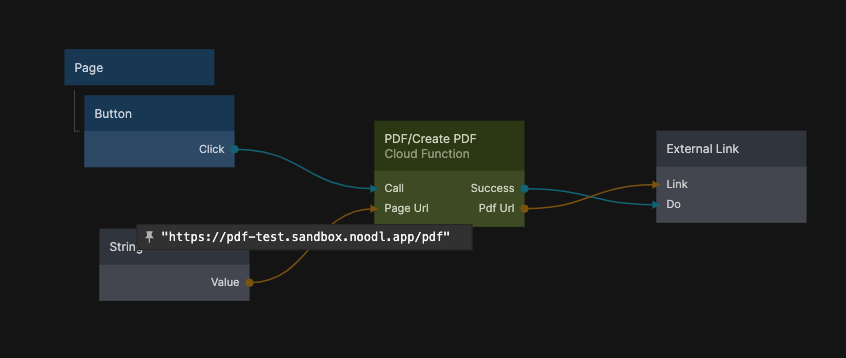 Page
Button
Click
PDF/Create PDF
Cloud Function
Call
Success
Page Url
Pdf Url
External Link
Link
Do
String
"https://pdf-test.sandbox.noodl.app/pdf"
Value